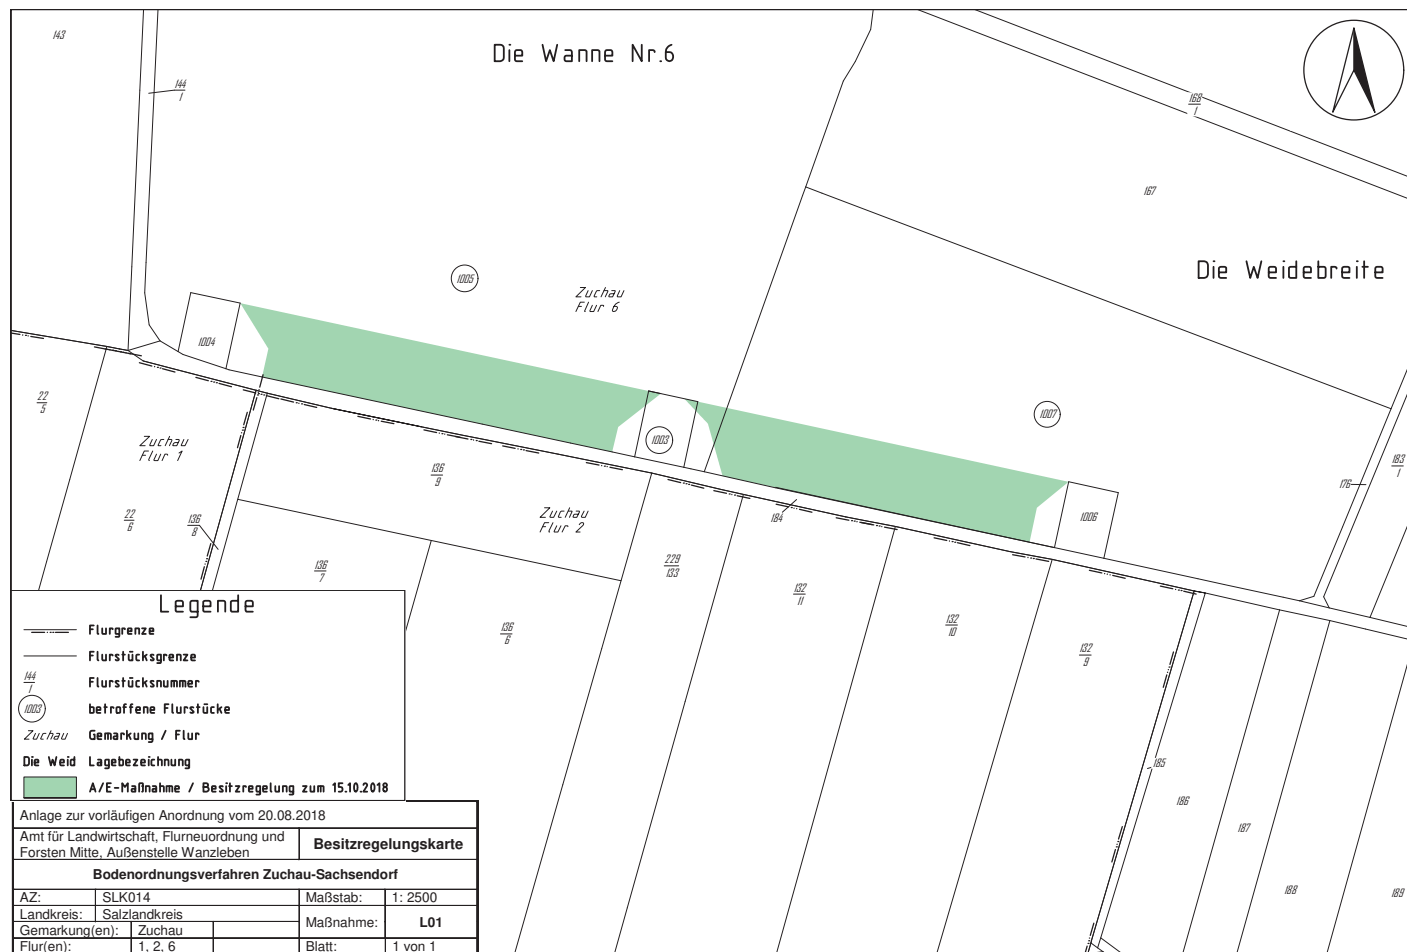 143
144
1
Die Wanne Nr.6
168
1
167
Die Weidebreite
1005
Zuchau
Flur 6
1004
1007
22
5
Zuchau
Flur 1
1003
183
1
176
136
9
22
6
136
8
Zuchau
Flur 2
184
1006
136
7
229
133
132
11
132
10
136
6
132
9
185
186
187
188
189
Legende
Flurgrenze
Flurstücksgrenze
144
1
Flurstücksnummer
1003 betroffene Flurstücke
Zuchau Gemarkung / Flur
Die Weid Lagebezeichnung
A/E-Maßnahme / Besitzregelung zum 15.10.2018
Anlage zur vorläufigen Anordnung vom 20.08.2018
Amt für Landwirtschaft, Flurneuordnung und
Forsten Mitte, Außenstelle Wanzleben
Besitzregelungskarte
Bodenordnungsverfahren Zuchau-Sachsendorf
AZ: SLK014 Maßstab: 1: 2500
Landkreis: Salzlandkreis
Maßnahme: L01
Gemarkung(en): Zuchau
Flur(en): 1, 2, 6 Blatt: 1 von 1